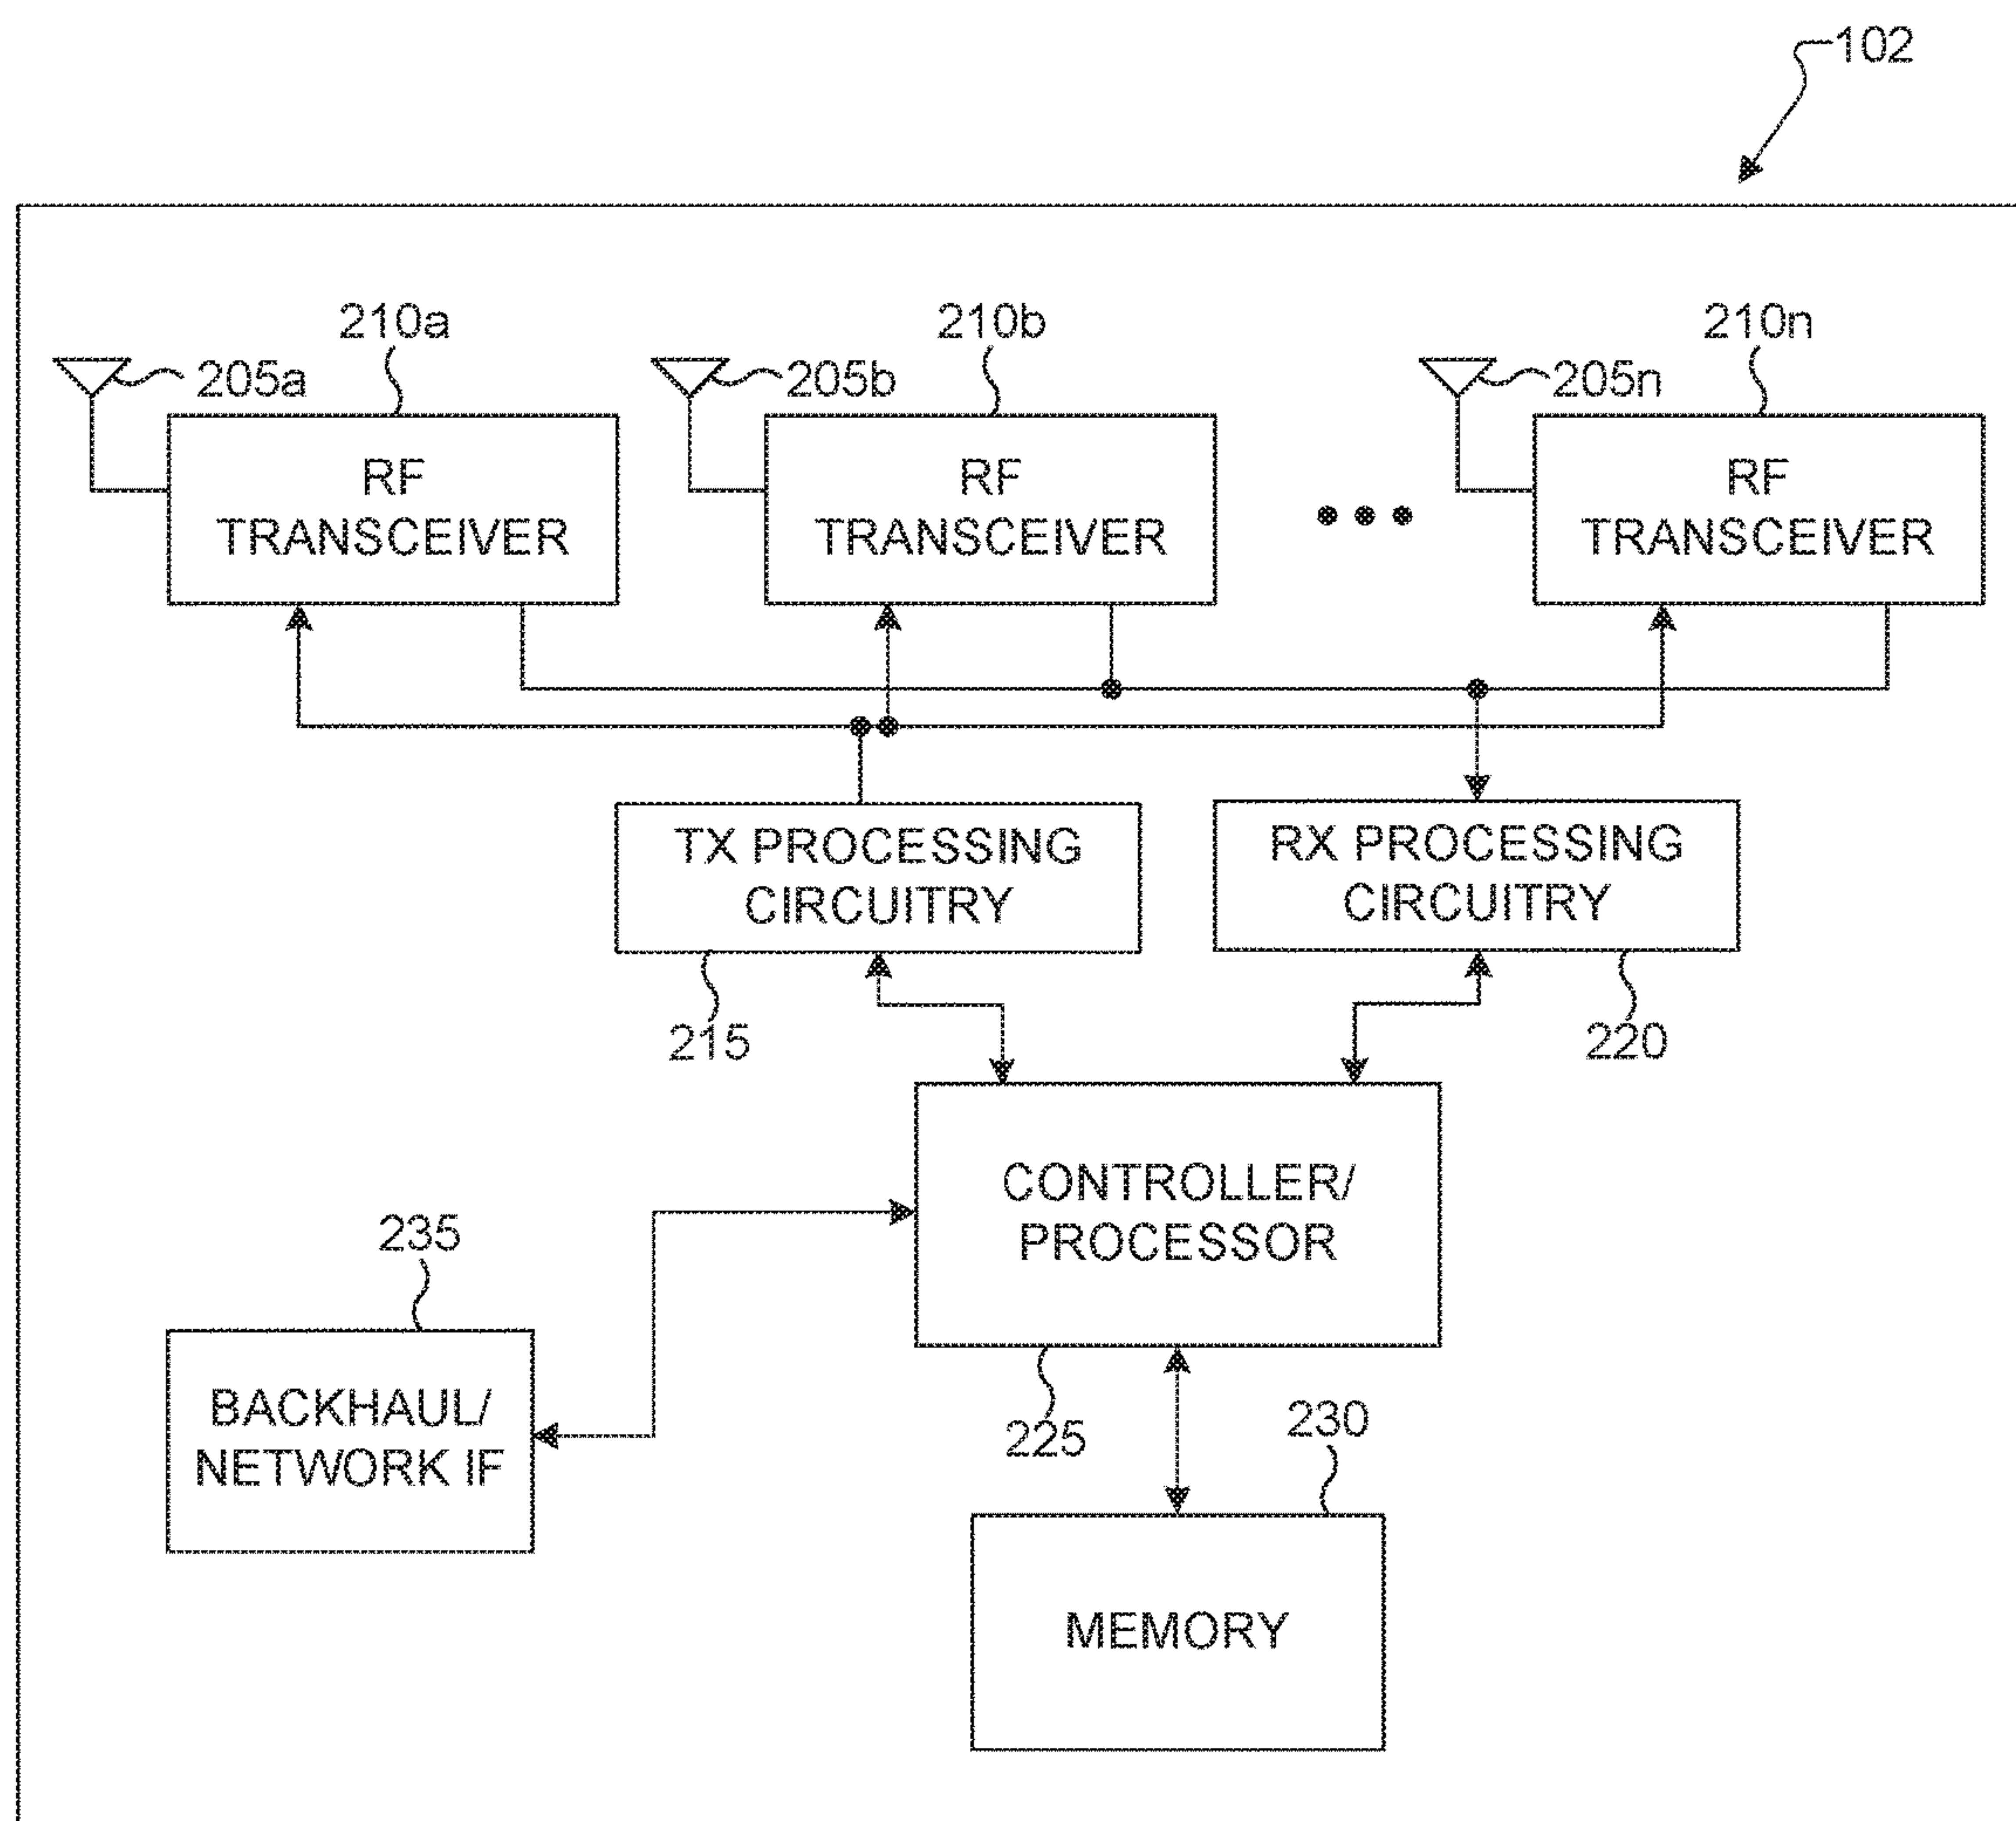 102
210a
210b
210n
205a
205b
205n
RF
TRANSCEIVER
RF
TRANSCEIVER
RF
TRANSCEIVER
TX PROCESSING
CIRCUITRY
RX PROCESSING
CIRCUITRY
215
220
CONTROLLER/
PROCESSOR
235
225
230
BACKHAUL/
NETWORK IF
MEMORY